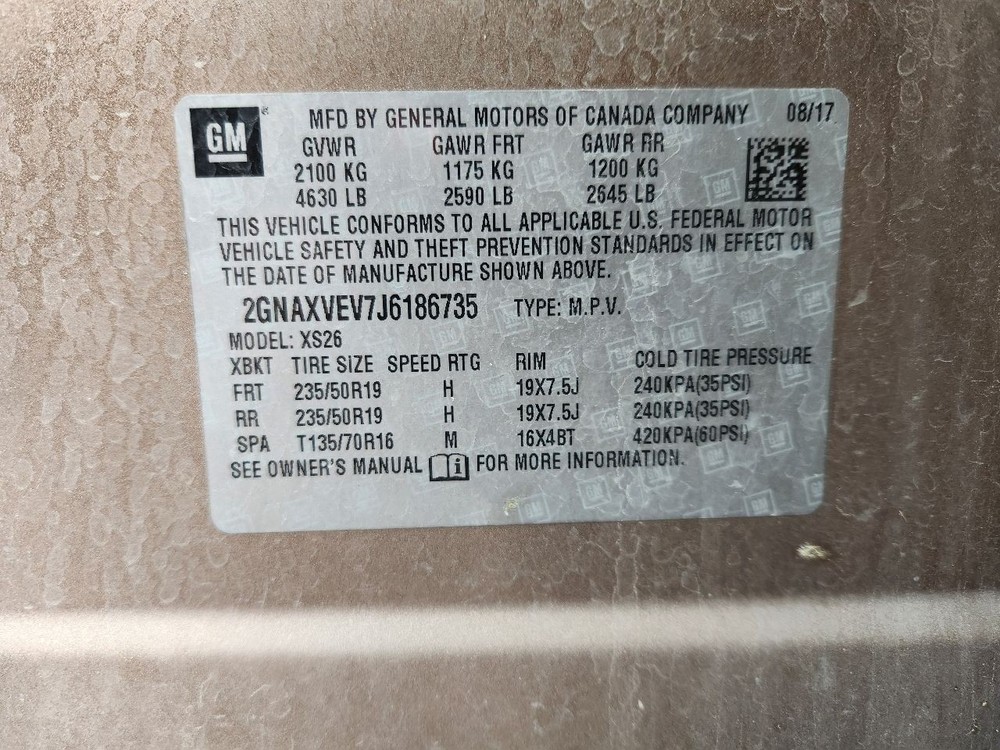 GM MFD BY GENERAL MOTORS OF CANADA COMPANY 08/17
GVWR GAWR FRT GAWR RR
2100 KG 1175 KG 1200 KG
4630 LB 2590 LB 2645 LB
THIS VEHICLE CONFORMS TO ALL APPLICABLE U.S. FEDERAL MOTOR
VEHICLE SAFETY AND THEFT PREVENTION STANDARDS IN EFFECT ON
THE DATE OF MANUFACTURE SHOWN ABOVE.
2GNAXVEV7J6186735 TYPE: M.P.V.
MODEL: XS26
XBKT TIRE SIZE SPEED RTG RIM COLD TIRE PRESSURE
FRT 235/50R19 H 19X7.5J 240KPA(35PSI)
RR 235/50R19 H 19X7.5J 240KPA(35PSI)
SPA T135/70R16 M 16X4BT 420KPA(60PSI)
SEE OWNER'S MANUAL i FOR MORE INFORMATION.